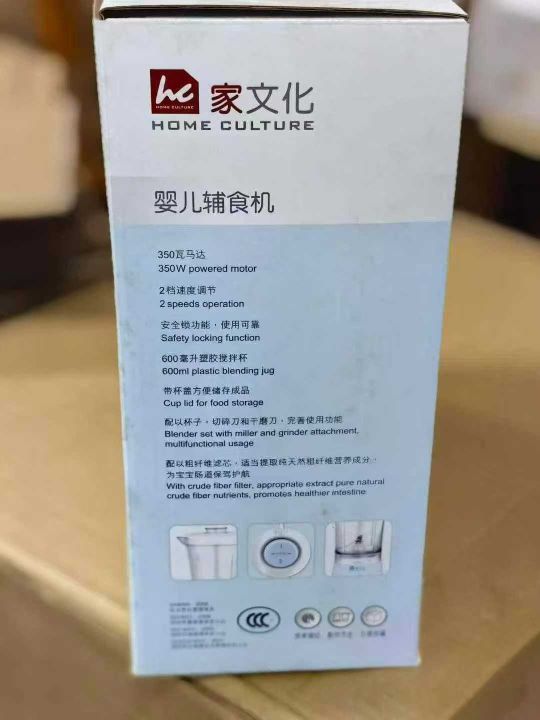 hc
HOME CULTURE
家文化
HOME CULTURE
婴儿辅食机
350瓦马达
350W powered motor
2档速度调节
2 speeds operation
安全锁功能，使用可靠
Safety locking function
600毫升塑胶搅拌杯
600ml plastic blending jug
带杯盖方便储存成品
Cup lid for food storage
配以杯子，切碎刀和干磨刀，完善使用功能
Blender set with miller and grinder attachment,
multifunctional usage
配以粗纤维滤芯，适当提取纯天然粗纤维营养成分，
为宝宝肠道保驾护航
With crude fiber filter, appropriate extract pure natural
crude fiber nutrients, promotes healthier intestine
1
2
CCC